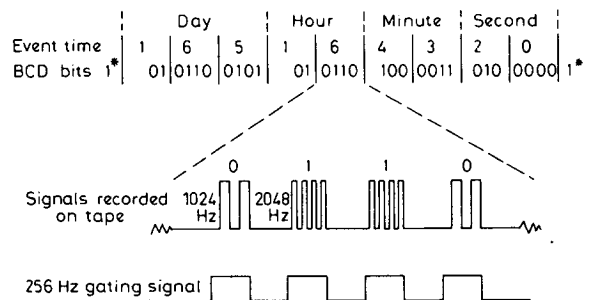 Day Hour Minute Second
Event time 1 6 5 1 6 4 3 2 0
BCD bits 1* 01 0110 0101 01 0110 100 0011 010 0000 1*
0 1 1 0
Signals recorded 1024 2048
on tape Hz Hz
256 Hz gating signal